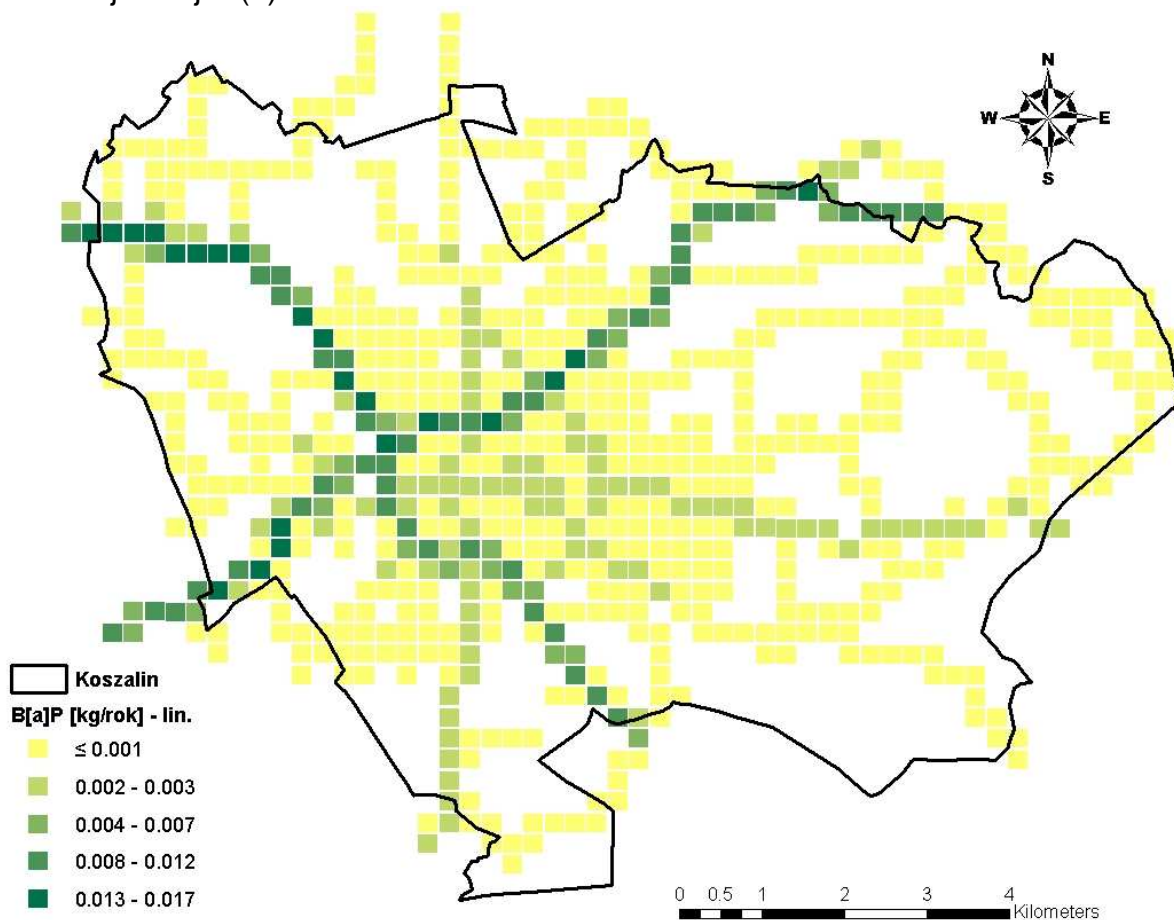 N
W E
S
Koszalin
B[a]P [kg/rok] - lin.
≤ 0.001
0.002 - 0.003
0.004 - 0.007
0.008 - 0.012
0.013 - 0.017
0 0.5 1 2 3 4
Kilometers